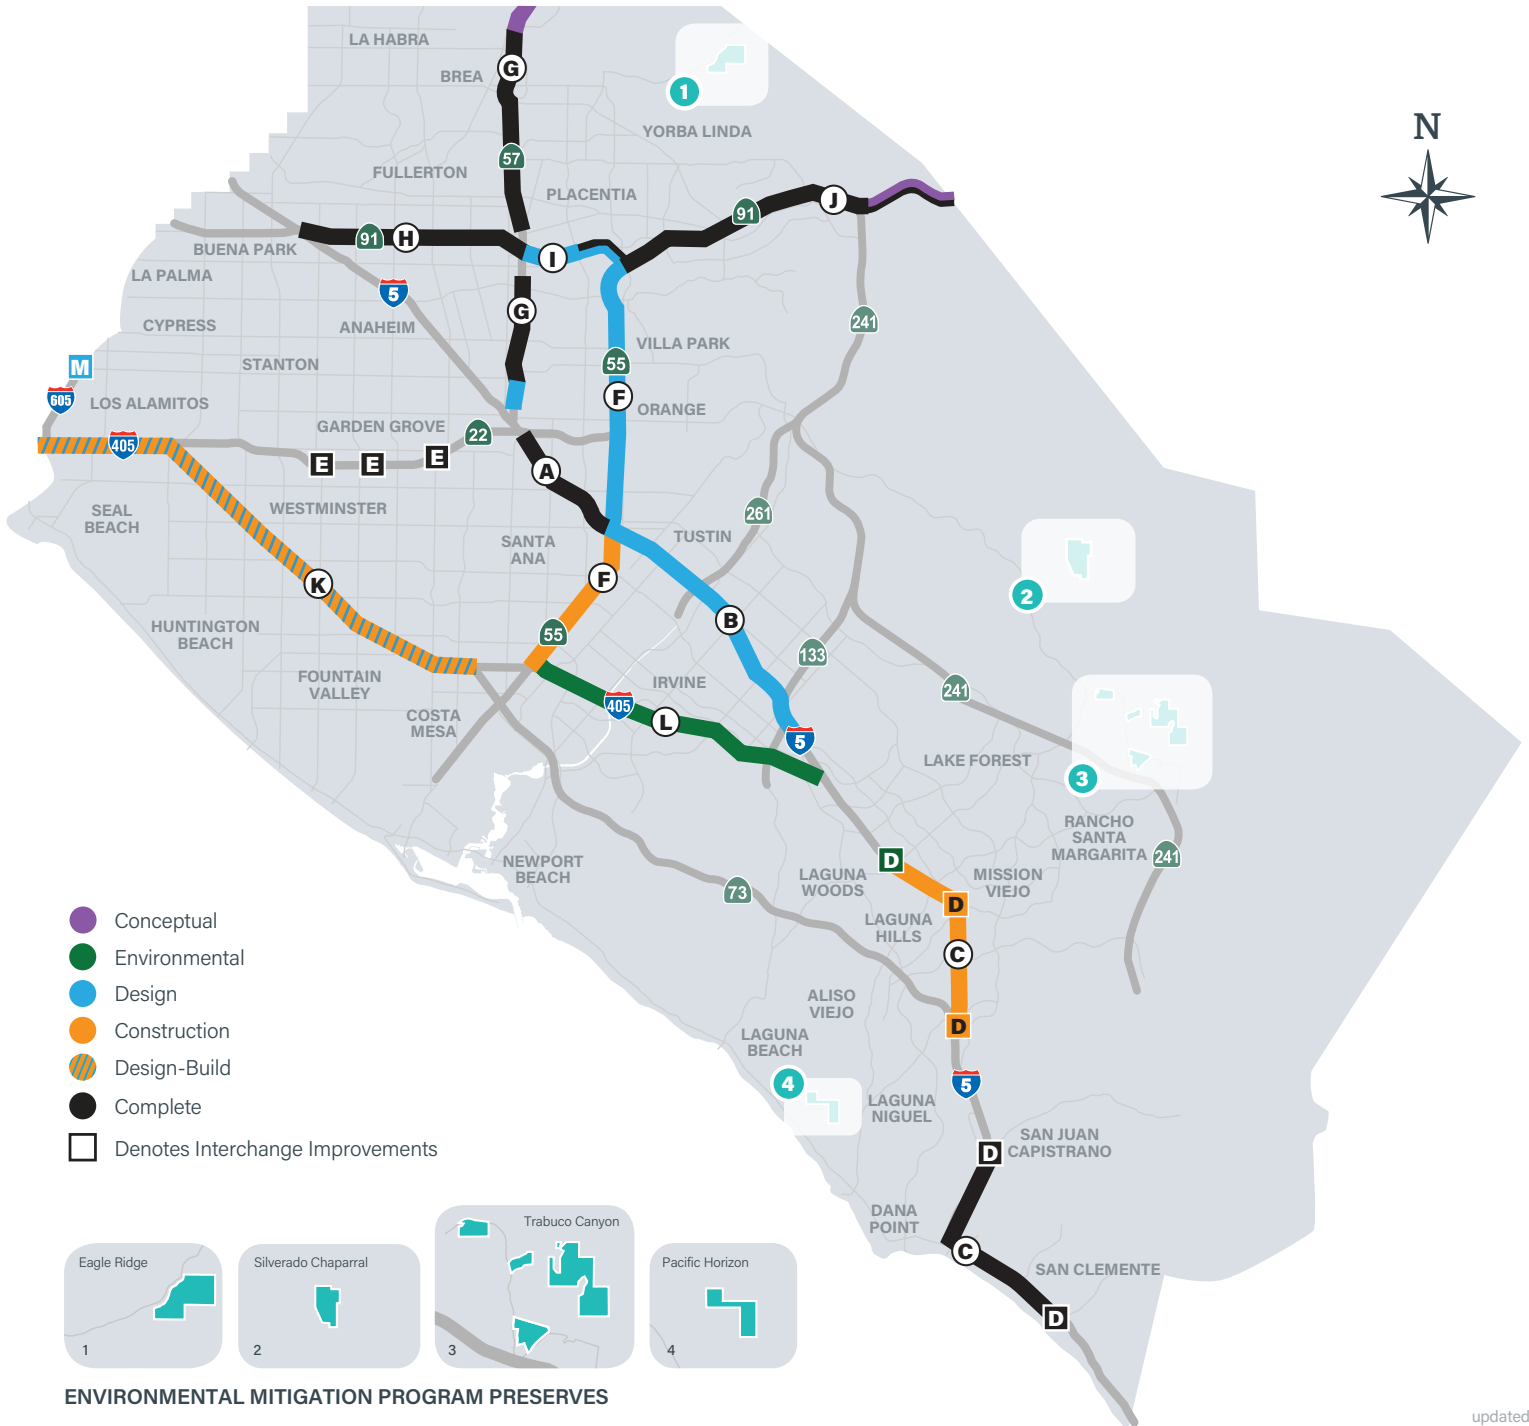 LA HABRA
G
BREA
1
YORBA LINDA
N
57
FULLERTON
PLACENTIA
J
91
91
H
BUENA PARK
I
LA PALMA
5
G
CYPRESS
ANAHEIM
241
VILLA PARK
STANTON
M
55
605
F
LOS ALAMITOS
ORANGE
GARDEN GROVE
22
405
E
E
E
A
WESTMINSTER
261
SEAL
BEACH
TUSTIN
SANTA
ANA
K
F
2
HUNTINGTON
BEACH
B
55
133
FOUNTAIN
VALLEY
IRVINE
241
405
L
COSTA
MESA
5
LAKE FOREST
3
RANCHO
SANTA
MARGARITA
241
NEWPORT
BEACH
D
LAGUNA
WOODS
MISSION
VIEJO
73
D
LAGUNA
HILLS
C
ALISO
VIEJO
D
LAGUNA
BEACH
4
5
LAGUNA
NIGUEL
SAN JUAN
CAPISTRANO
D
DANA
POINT
C
SAN CLEMENTE
D
Conceptual
Environmental
Design
Construction
Design-Build
Complete
Denotes Interchange Improvements
Eagle Ridge
1
Silverado Chaparral
2
Trabuco Canyon
3
Pacific Horizon
4
ENVIRONMENTAL MITIGATION PROGRAM PRESERVES
updated